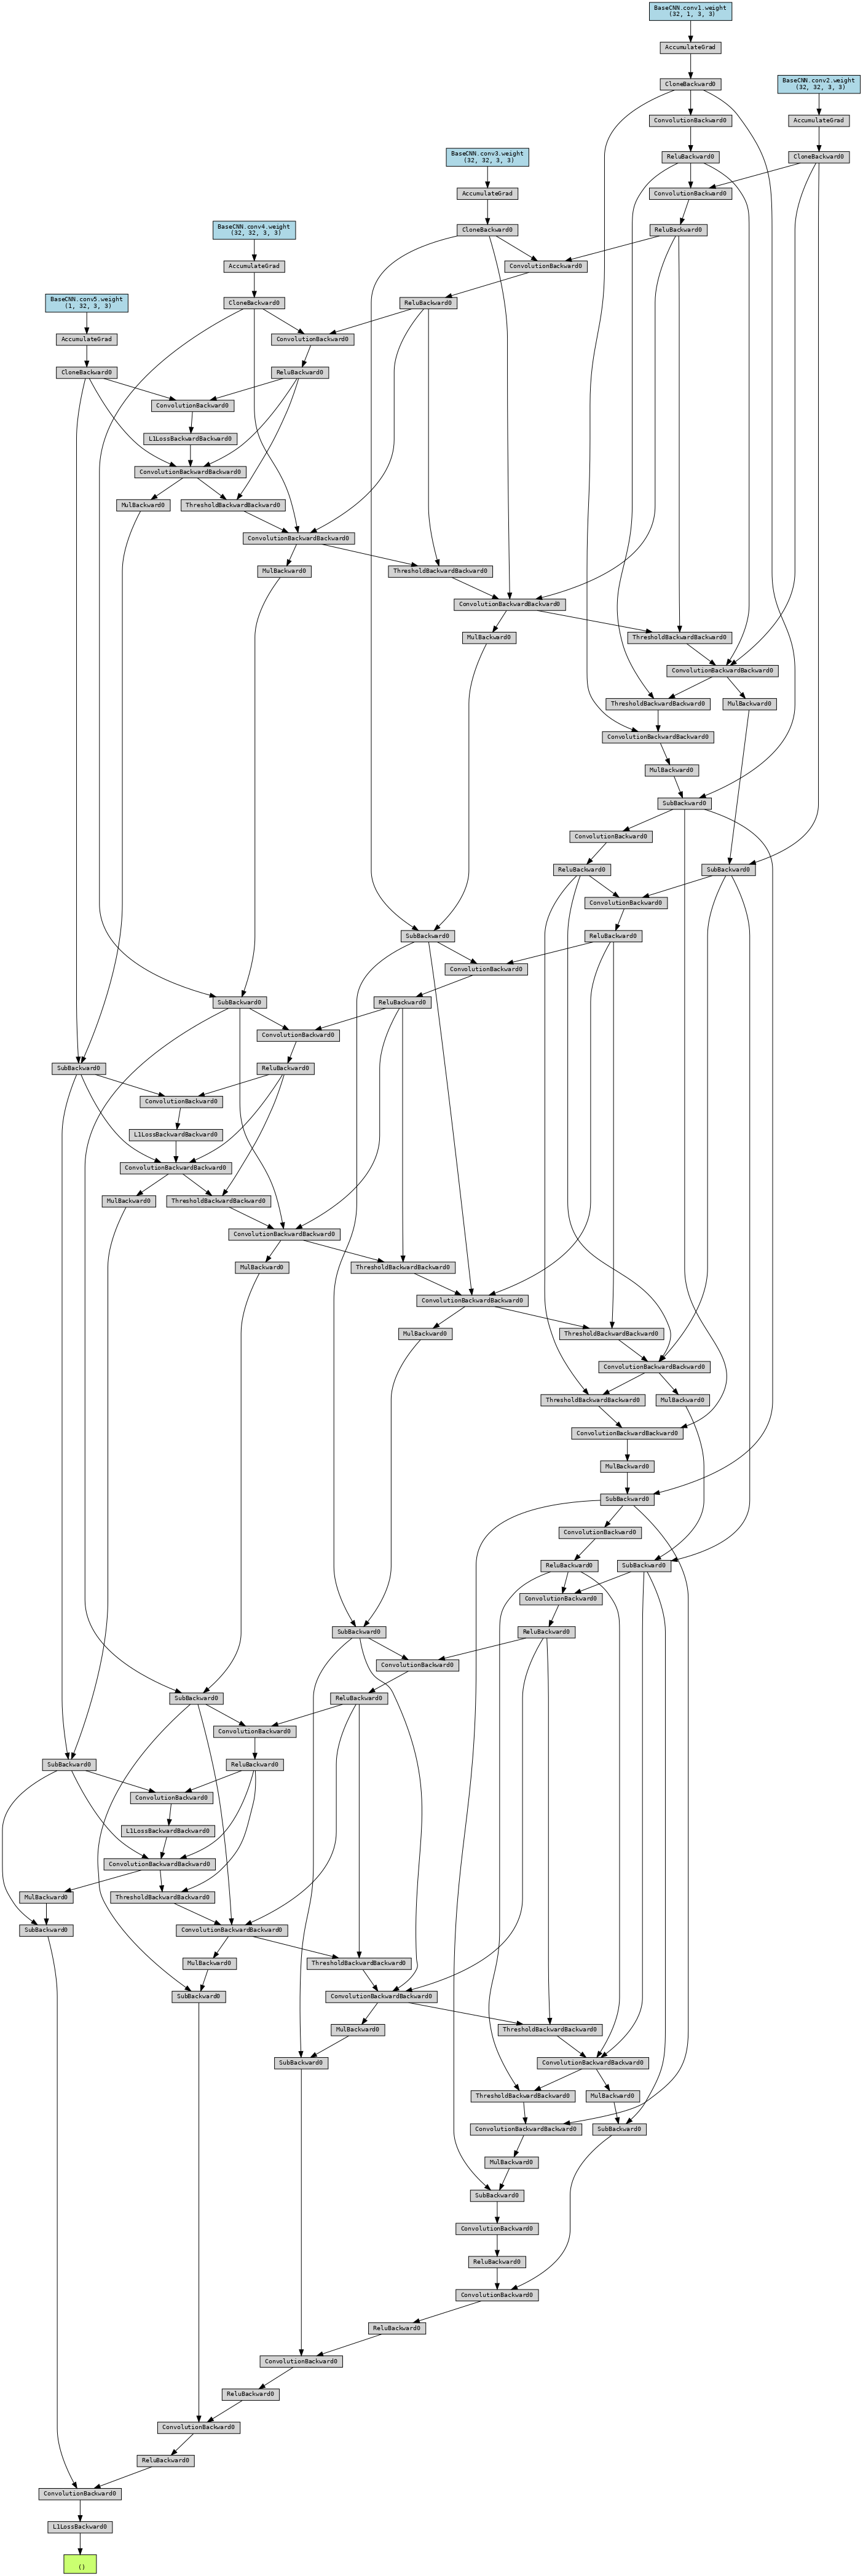 BaseCNN.conv1.weight
(32, 1, 3, 3)
AccumulateGrad
BaseCNN.conv2.weight
(32, 32, 3, 3)
CloneBackward0
ConvolutionBackward0
AccumulateGrad
BaseCNN.conv3.weight
(32, 32, 3, 3)
ReluBackward0
CloneBackward0
AccumulateGrad
ConvolutionBackward0
BaseCNN.conv4.weight
(32, 32, 3, 3)
CloneBackward0
ReluBackward0
AccumulateGrad
ConvolutionBackward0
BaseCNN.conv5.weight
(1, 32, 3, 3)
CloneBackward0
ReluBackward0
AccumulateGrad
ConvolutionBackward0
CloneBackward0
ReluBackward0
ConvolutionBackward0
L1LossBackwardBackward0
ConvolutionBackwardBackward0
MulBackward0
ThresholdBackwardBackward0
ConvolutionBackwardBackward0
MulBackward0
ThresholdBackwardBackward0
ConvolutionBackwardBackward0
MulBackward0
ThresholdBackwardBackward0
ConvolutionBackwardBackward0
ThresholdBackwardBackward0
MulBackward0
ConvolutionBackwardBackward0
MulBackward0
SubBackward0
ConvolutionBackward0
ReluBackward0
SubBackward0
ConvolutionBackward0
SubBackward0
ReluBackward0
ConvolutionBackward0
SubBackward0
ReluBackward0
ConvolutionBackward0
SubBackward0
ReluBackward0
ConvolutionBackward0
L1LossBackwardBackward0
ConvolutionBackwardBackward0
MulBackward0
ThresholdBackwardBackward0
ConvolutionBackwardBackward0
MulBackward0
ThresholdBackwardBackward0
ConvolutionBackwardBackward0
MulBackward0
ThresholdBackwardBackward0
ConvolutionBackwardBackward0
ThresholdBackwardBackward0
MulBackward0
ConvolutionBackwardBackward0
MulBackward0
SubBackward0
ConvolutionBackward0
ReluBackward0
SubBackward0
ConvolutionBackward0
SubBackward0
ReluBackward0
ConvolutionBackward0
SubBackward0
ReluBackward0
ConvolutionBackward0
SubBackward0
ReluBackward0
ConvolutionBackward0
L1LossBackwardBackward0
ConvolutionBackwardBackward0
MulBackward0
ThresholdBackwardBackward0
SubBackward0
ConvolutionBackwardBackward0
MulBackward0
ThresholdBackwardBackward0
SubBackward0
ConvolutionBackwardBackward0
MulBackward0
ThresholdBackwardBackward0
SubBackward0
ConvolutionBackwardBackward0
ThresholdBackwardBackward0
MulBackward0
ConvolutionBackwardBackward0
SubBackward0
MulBackward0
SubBackward0
ConvolutionBackward0
ReluBackward0
ConvolutionBackward0
ReluBackward0
ConvolutionBackward0
ReluBackward0
ConvolutionBackward0
ReluBackward0
ConvolutionBackward0
L1LossBackward0
()